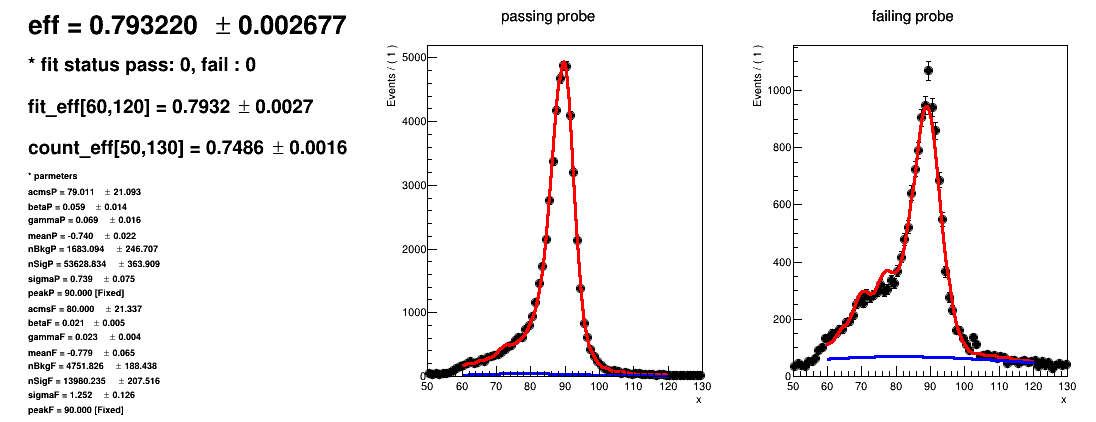 eff = 0.793220 ± 0.002677
* fit status pass: 0, fail : 0
fit_eff[60,120] = 0.7932 ± 0.0027
count_eff[50,130] = 0.7486 ± 0.0016
* parmeters
acmsP = 79.011 ± 21.093
betaP = 0.059 ± 0.014
gammaP = 0.069 ± 0.016
meanP = -0.740 ± 0.022
nBkgP = 1683.094 ± 246.707
nSigP = 53628.834 ± 363.909
sigmaP = 0.739 ± 0.075
peakP = 90.000 [Fixed]
acmsF = 80.000 ± 21.337
betaF = 0.021 ± 0.005
gammaF = 0.023 ± 0.004
meanF = -0.779 ± 0.065
nBkgF = 4751.826 ± 188.438
nSigF = 13980.235 ± 207.516
sigmaF = 1.252 ± 0.126
peakF = 90.000 [Fixed]
passing probe
Events / ( 1 )
5000
4000
3000
2000
1000
0
50 60 70 80 90 100 110 120 130
x
failing probe
Events / ( 1 )
1000
800
600
400
200
0
50 60 70 80 90 100 110 120 130
x